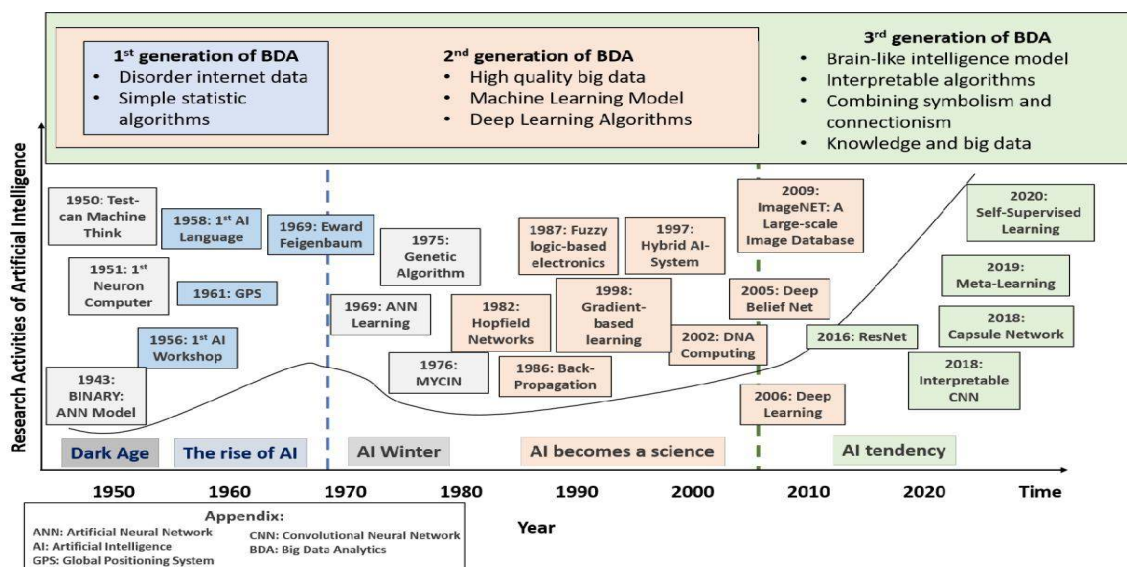 1st generation of BDA
• Disorder internet data
• Simple statistic
algorithms
2nd generation of BDA
• High quality big data
• Machine Learning Model
• Deep Learning Algorithms
3rd generation of BDA
• Brain-like intelligence model
• Interpretable algorithms
• Combining symbolism and
connectionism
• Knowledge and big data
Research Activities of Artificial Intelligence
1950: Test-
can Machine
Think
1951: 1st
Neuron
Computer
1943:
BINARY:
ANN Model
1958: 1st AI
Language
1961: GPS
1956: 1st AI
Workshop
1969: Eward
Feigenbaum
1975:
Genetic
Algorithm
1969: ANN
Learning
1976:
MYCIN
1982:
Hopfield
Networks
1987: Fuzzy
logic-based
electronics
1986: Back-
Propagation
1997:
Hybrid AI-
System
1998:
Gradient-
based
learning
2002: DNA
Computing
2009:
ImageNET: A
Large-scale
Image Database
2005: Deep
Belief Net
2006: Deep
Learning
2016: ResNet
2020:
Self-Supervised
Learning
2019:
Meta-Learning
2018:
Capsule Network
2018:
Interpretable
CNN
Dark Age
The rise of AI
AI Winter
AI becomes a science
AI tendency
1950 1960 1970 1980 1990 2000 2010 2020 Time
Year
Appendix:
ANN: Artificial Neural Network
AI: Artificial Intelligence
GPS: Global Positioning System
CNN: Convolutional Neural Network
BDA: Big Data Analytics